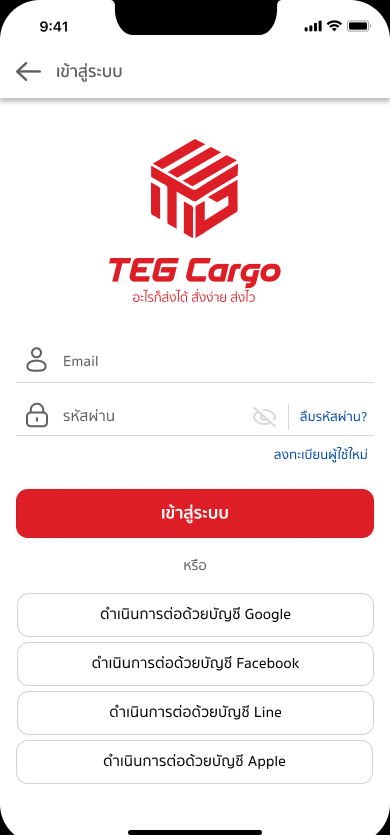 9:41
เข้าสู่ระบบ
TEG Cargo
อะไรก็ส่งได้ สั่งง่าย ส่งไว
Email
รหัสผ่าน
ลืมรหัสผ่าน?
ลงทะเบียนผู้ใช้ใหม่
เข้าสู่ระบบ
หรือ
ดำเนินการต่อด้วยบัญชี Google
ดำเนินการต่อด้วยบัญชี Facebook
ดำเนินการต่อด้วยบัญชี Line
ดำเนินการต่อด้วยบัญชี Apple